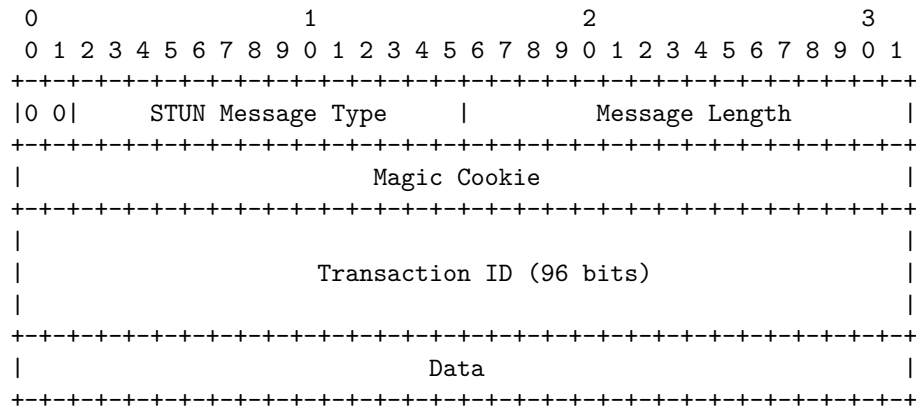 0                   1                   2                   3
 0 1 2 3 4 5 6 7 8 9 0 1 2 3 4 5 6 7 8 9 0 1 2 3 4 5 6 7 8 9 0 1
+-+-+-+-+-+-+-+-+-+-+-+-+-+-+-+-+-+-+-+-+-+-+-+-+-+-+-+-+-+-+-+-+
|0 0|     STUN Message Type     |         Message Length        |
+-+-+-+-+-+-+-+-+-+-+-+-+-+-+-+-+-+-+-+-+-+-+-+-+-+-+-+-+-+-+-+-+
|                         Magic Cookie                          |
+-+-+-+-+-+-+-+-+-+-+-+-+-+-+-+-+-+-+-+-+-+-+-+-+-+-+-+-+-+-+-+-+
|                                                               |
|                     Transaction ID (96 bits)                  |
|                                                               |
+-+-+-+-+-+-+-+-+-+-+-+-+-+-+-+-+-+-+-+-+-+-+-+-+-+-+-+-+-+-+-+-+
|                             Data                              |
+-+-+-+-+-+-+-+-+-+-+-+-+-+-+-+-+-+-+-+-+-+-+-+-+-+-+-+-+-+-+-+-+